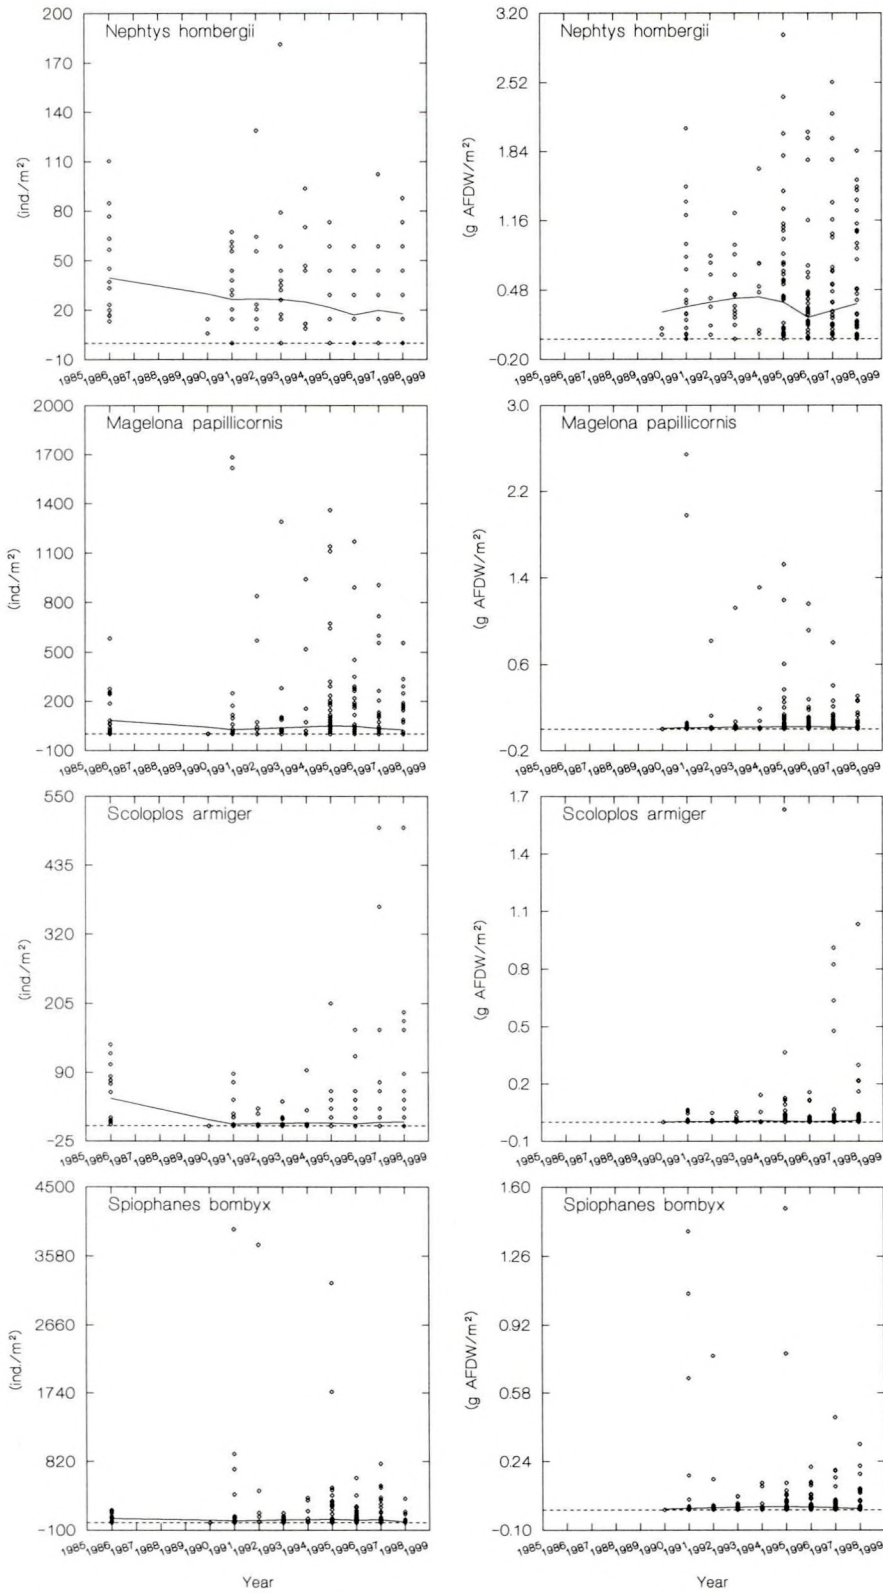 Nephtys hombergii
(ind./m²)
200
170
140
110
80
50
20
-10
1985 1986 1987 1988 1989 1990 1991 1992 1993 1994 1995 1996 1997 1998 1999
Nephtys hombergii
(g AFDW/m²)
3.20
2.52
1.84
1.16
0.48
-0.20
1985 1986 1987 1988 1989 1990 1991 1992 1993 1994 1995 1996 1997 1998 1999
Magelona papillicornis
(ind./m²)
2000
1700
1400
1100
800
500
200
-100
1985 1986 1987 1988 1989 1990 1991 1992 1993 1994 1995 1996 1997 1998 1999
Magelona papillicornis
(g AFDW/m²)
3.0
2.2
1.4
0.6
-0.2
1985 1986 1987 1988 1989 1990 1991 1992 1993 1994 1995 1996 1997 1998 1999
Scoloplos armiger
(ind./m²)
550
435
320
205
90
-25
1985 1986 1987 1988 1989 1990 1991 1992 1993 1994 1995 1996 1997 1998 1999
Scoloplos armiger
(g AFDW/m²)
1.7
1.4
1.1
0.8
0.5
0.2
-0.1
1985 1986 1987 1988 1989 1990 1991 1992 1993 1994 1995 1996 1997 1998 1999
Spiophanes bombyx
(ind./m²)
4500
3580
2660
1740
820
-100
1985 1986 1987 1988 1989 1990 1991 1992 1993 1994 1995 1996 1997 1998 1999
Year
Spiophanes bombyx
(g AFDW/m²)
1.60
1.26
0.92
0.58
0.24
-0.10
1985 1986 1987 1988 1989 1990 1991 1992 1993 1994 1995 1996 1997 1998 1999
Year